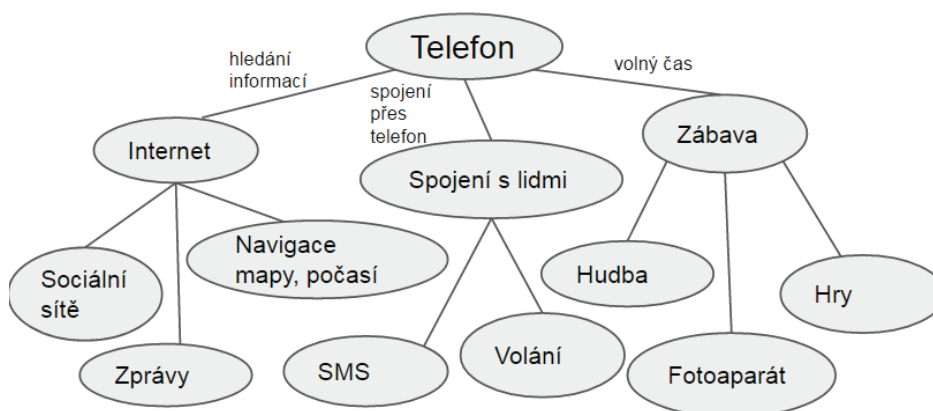 Telefon
hledání
informací
spojení
přes
telefon
volný čas
Internet
Spojení s lidmi
Zábava
Sociální
sítě
Navigace
mapy, počasí
Hudba
Hry
Zprávy
SMS
Volání
Fotoaparát